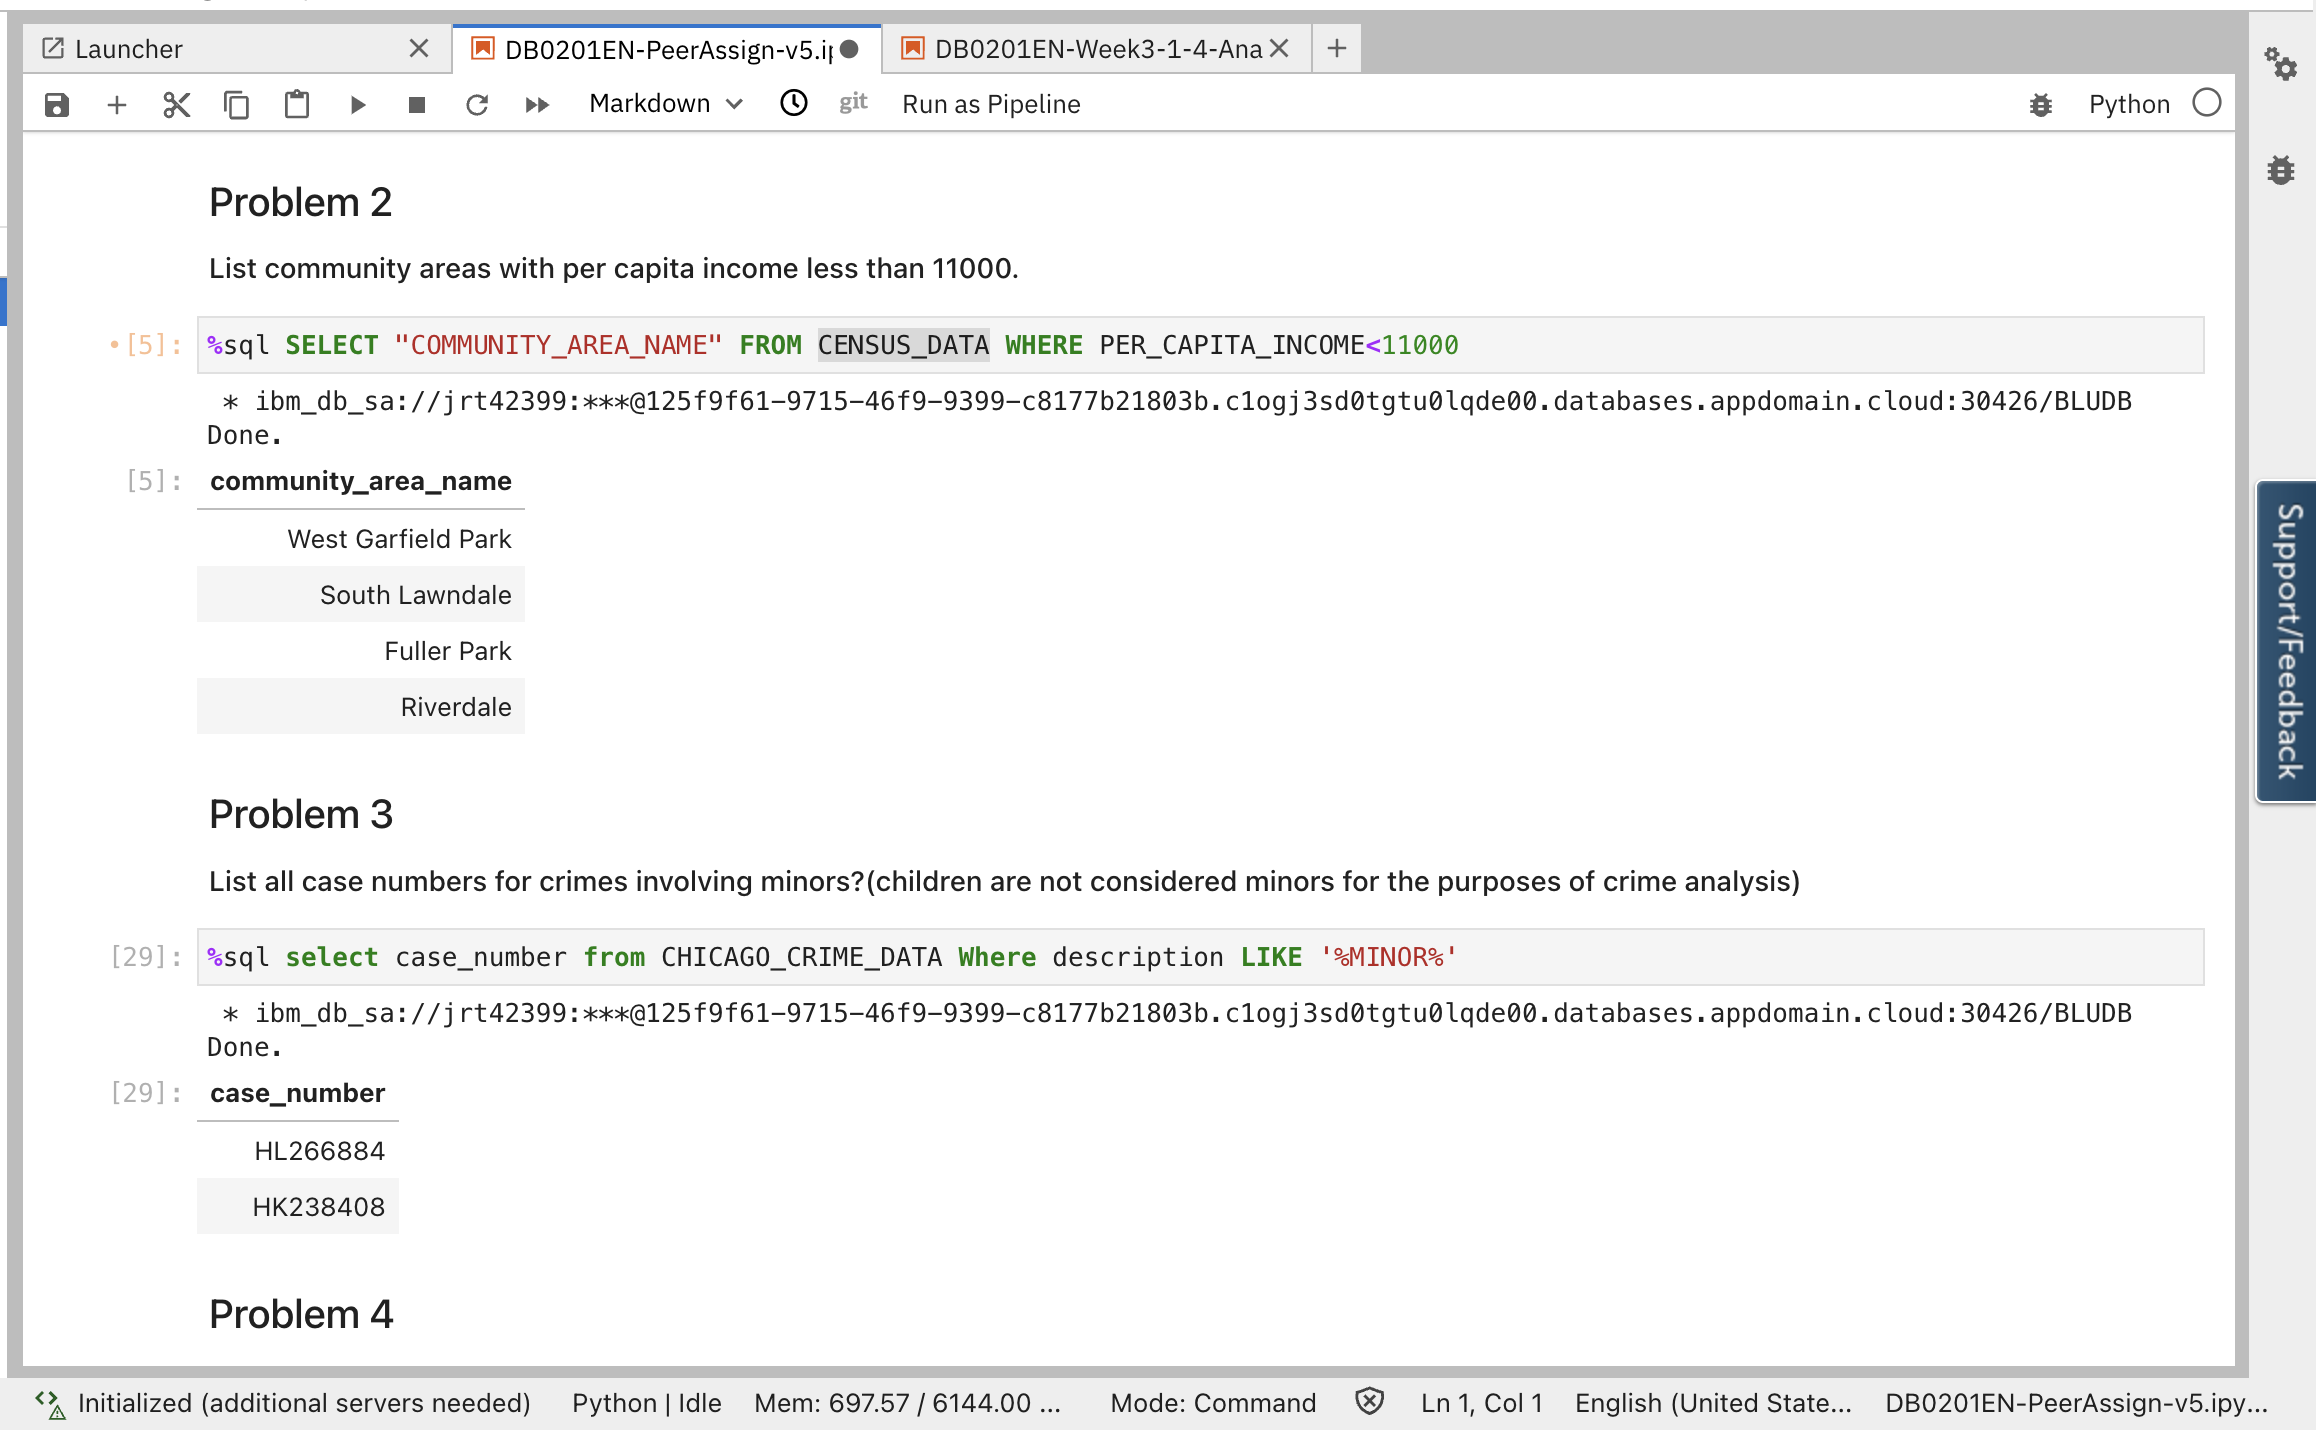 Launcher
DB0201EN-PeerAssign-v5.ip
DB0201EN-Week3-1-4-Ana
Markdown
git
Run as Pipeline
Python
Problem 2
List community areas with per capita income less than 11000.
[5]: %sql SELECT "COMMUNITY_AREA_NAME" FROM CENSUS_DATA WHERE PER_CAPITA_INCOME<11000
* ibm_db_sa://jrt42399:***@125f9f61-9715-46f9-9399-c8177b21803b.c1ogj3sd0tgtu0lqde00.databases.appdomain.cloud:30426/BLUDB
Done.
[5]: community_area_name
West Garfield Park
South Lawndale
Fuller Park
Riverdale
Problem 3
List all case numbers for crimes involving minors?(children are not considered minors for the purposes of crime analysis)
[29]: %sql select case_number from CHICAGO_CRIME_DATA Where description LIKE '%MINOR%'
* ibm_db_sa://jrt42399:***@125f9f61-9715-46f9-9399-c8177b21803b.c1ogj3sd0tgtu0lqde00.databases.appdomain.cloud:30426/BLUDB
Done.
[29]: case_number
HL266884
HK238408
Problem 4
Support/Feedback
Initialized (additional servers needed)
Python | Idle
Mem: 697.57 / 6144.00 ...
Mode: Command
Ln 1, Col 1
English (United State...
DB0201EN-PeerAssign-v5.ipy...